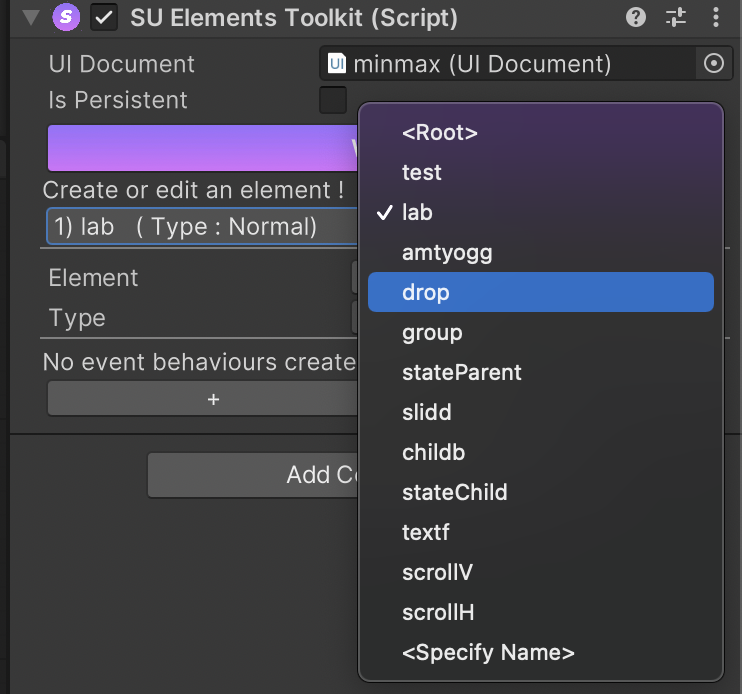 SU Elements Toolkit (Script)
UI Document
minmax (UI Document)
Is Persistent
Create or edit an element !
1) lab ( Type : Normal)
Element
Type
No event behaviours create
+
Add
<Root>
test
✓ lab
amtyogg
drop
group
stateParent
slidd
childb
stateChild
textf
scrollV
scrollH
<Specify Name>